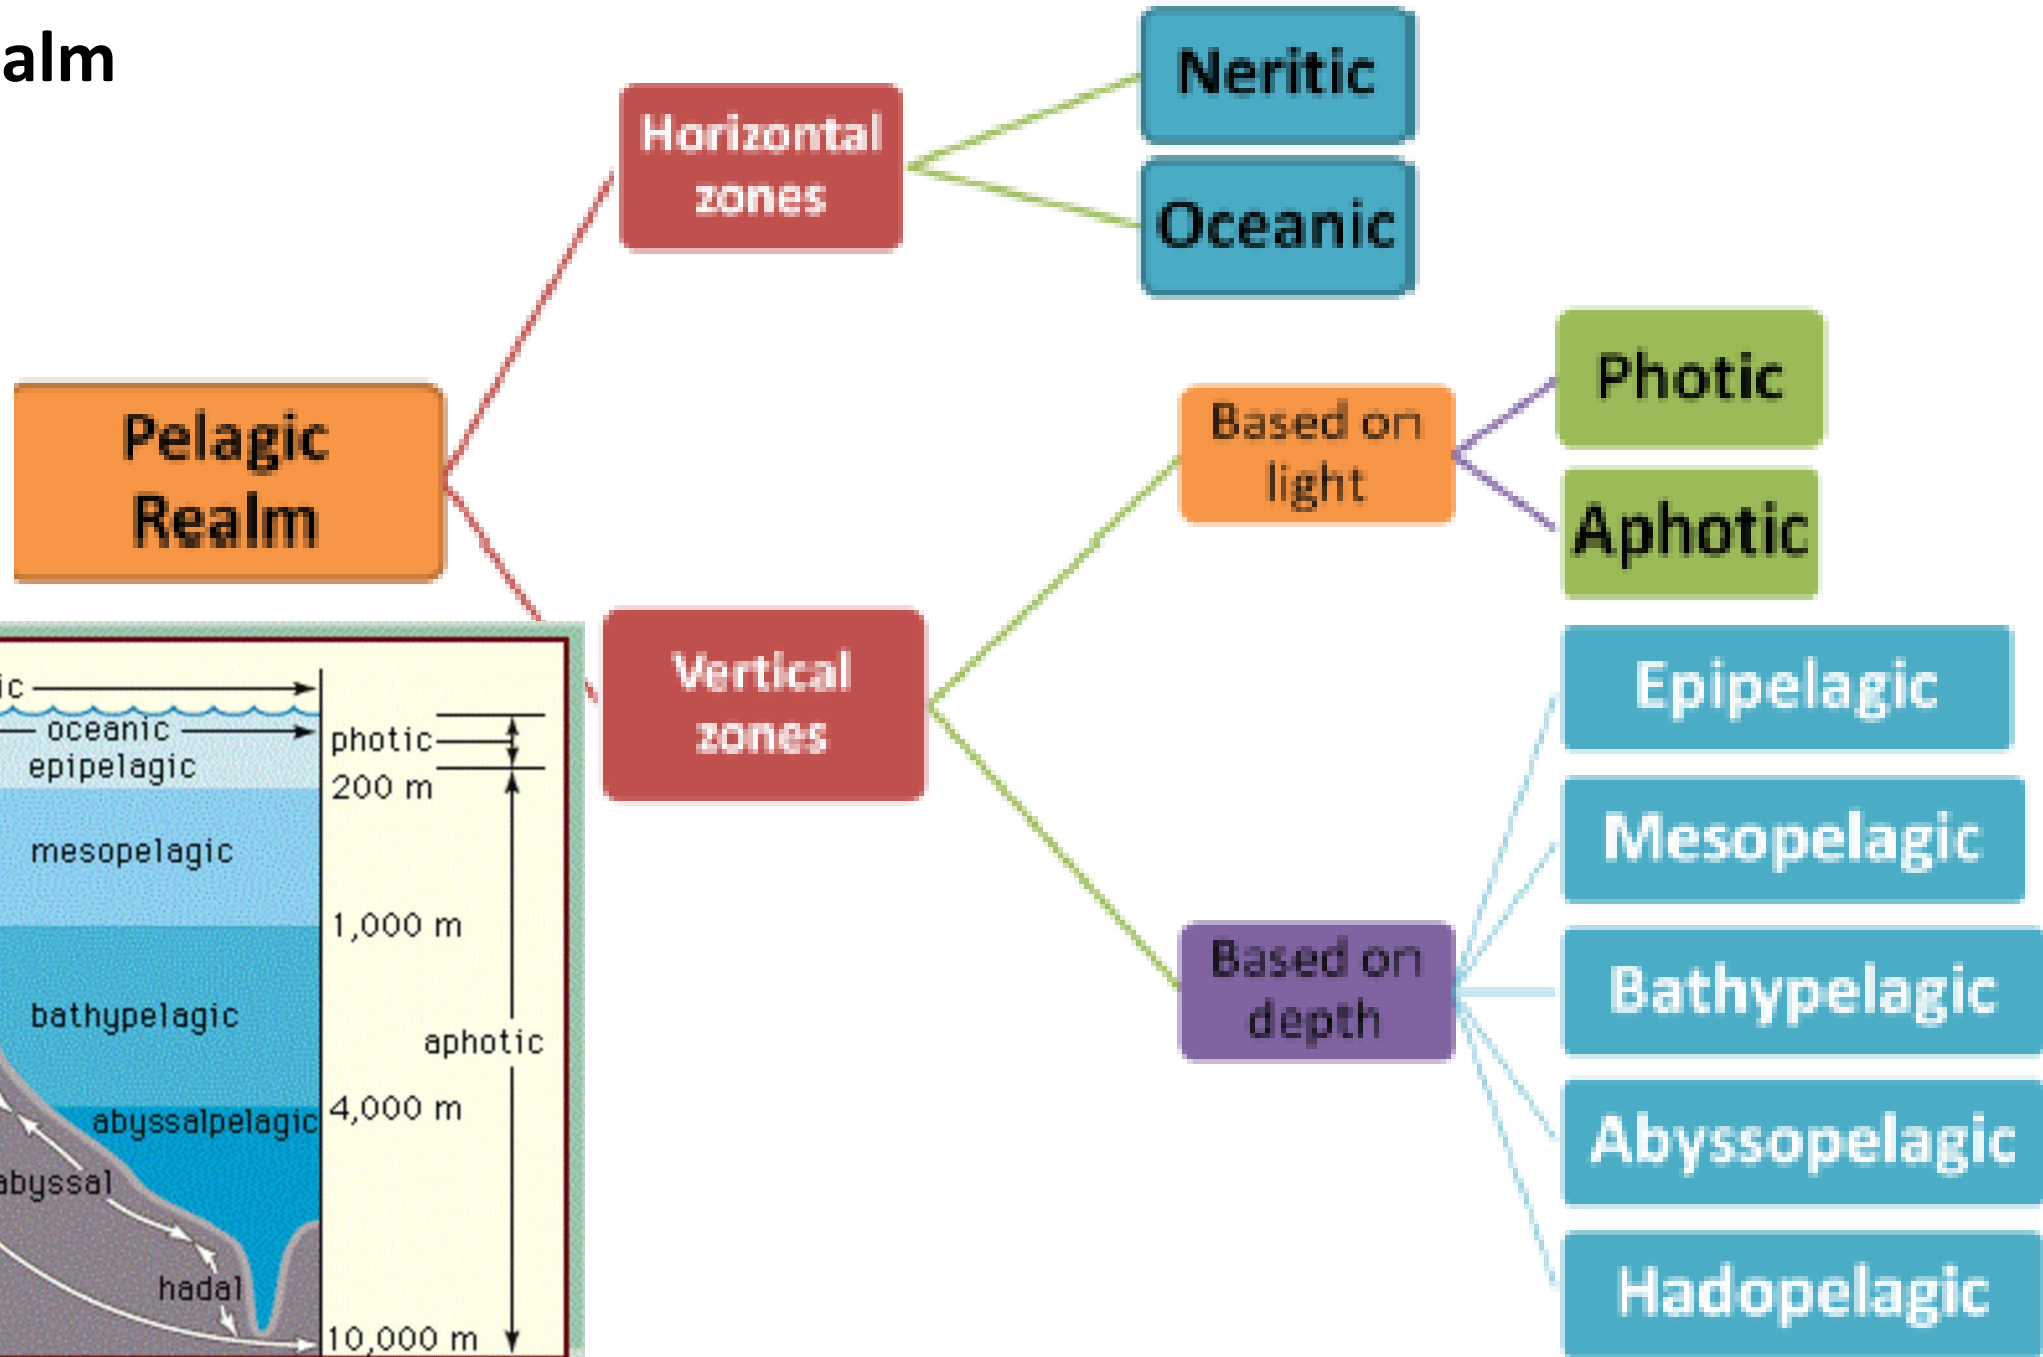 alm
Horizontal
zones
Neritic
Oceanic
Pelagic
Realm
Vertical
zones
Based on
light
Photic
Aphotic
Based on
depth
Epipelagic
Mesopelagic
Bathypelagic
Abyssopelagic
Hadopelagic
ic
oceanic
epipelagic
photic
200 m
mesopelagic
1,000 m
bathypelagic
aphotic
abyssalpelagic
4,000 m
abyssal
hadal
10,000 m